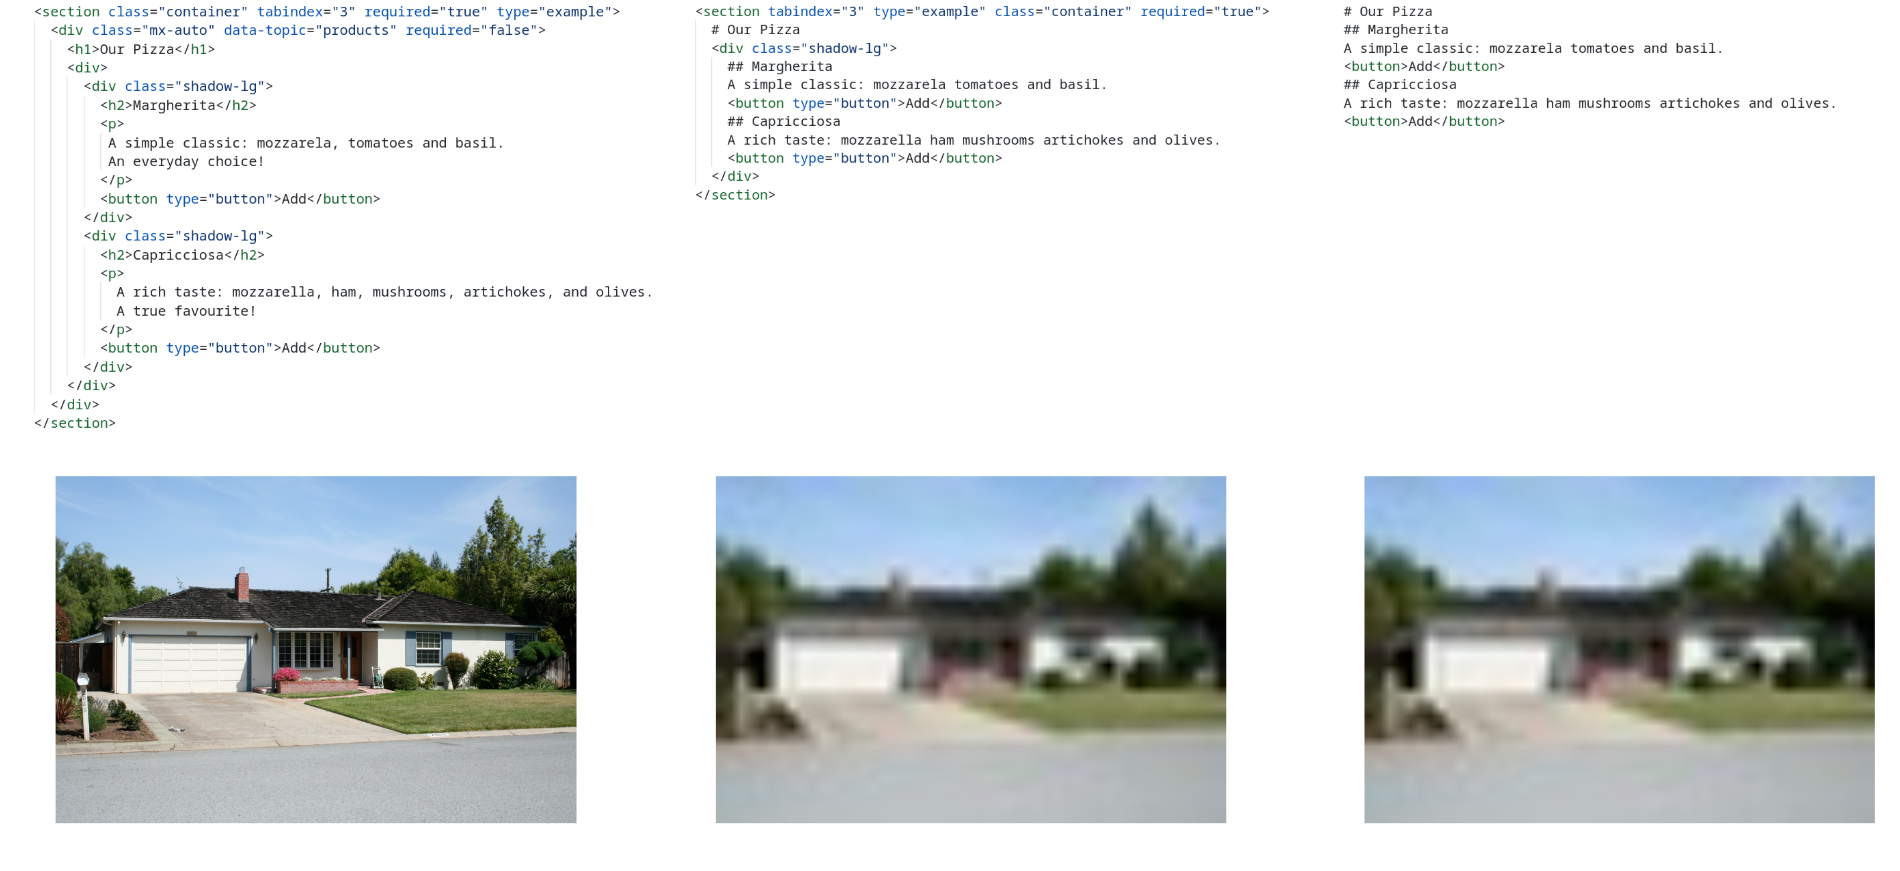 <section class="container" tabindex="3" required="true" type="example">
<div class="mx-auto" data-topic="products" required="false">
<h1>Our Pizza</h1>
<div>
<div class="shadow-lg">
<h2>Margherita</h2>
<p>
A simple classic: mozzarela, tomatoes and basil.
An everyday choice!
</p>
<button type="button">Add</button>
</div>
<div class="shadow-lg">
<h2>Capricciosa</h2>
<p>
A rich taste: mozzarella, ham, mushrooms, artichokes, and olives.
A true favourite!
</p>
<button type="button">Add</button>
</div>
</div>
</div>
</section>
<section tabindex="3" type="example" class="container" required="true">
# Our Pizza
<div class="shadow-lg">
## Margherita
A simple classic: mozzarela tomatoes and basil.
<button type="button">Add</button>
## Capricciosa
A rich taste: mozzarella ham mushrooms artichokes and olives.
<button type="button">Add</button>
</div>
</section>
# Our Pizza
## Margherita
A simple classic: mozzarela tomatoes and basil.
<button>Add</button>
## Capricciosa
A rich taste: mozzarella ham mushrooms artichokes and olives.
<button>Add</button>